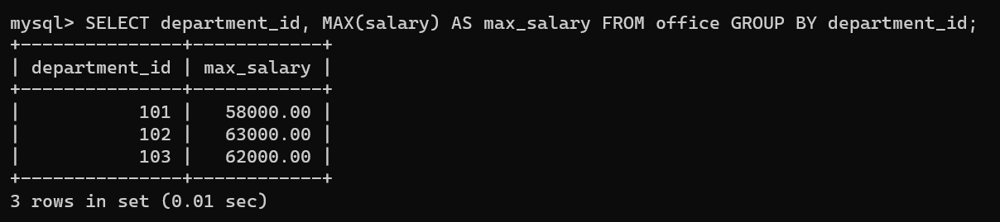 mysql> SELECT department_id, MAX(salary) AS max_salary FROM office GROUP BY department_id;
+---------------+------------+
| department_id | max_salary |
+---------------+------------+
|           101 |   58000.00 |
|           102 |   63000.00 |
|           103 |   62000.00 |
+---------------+------------+
3 rows in set (0.01 sec)